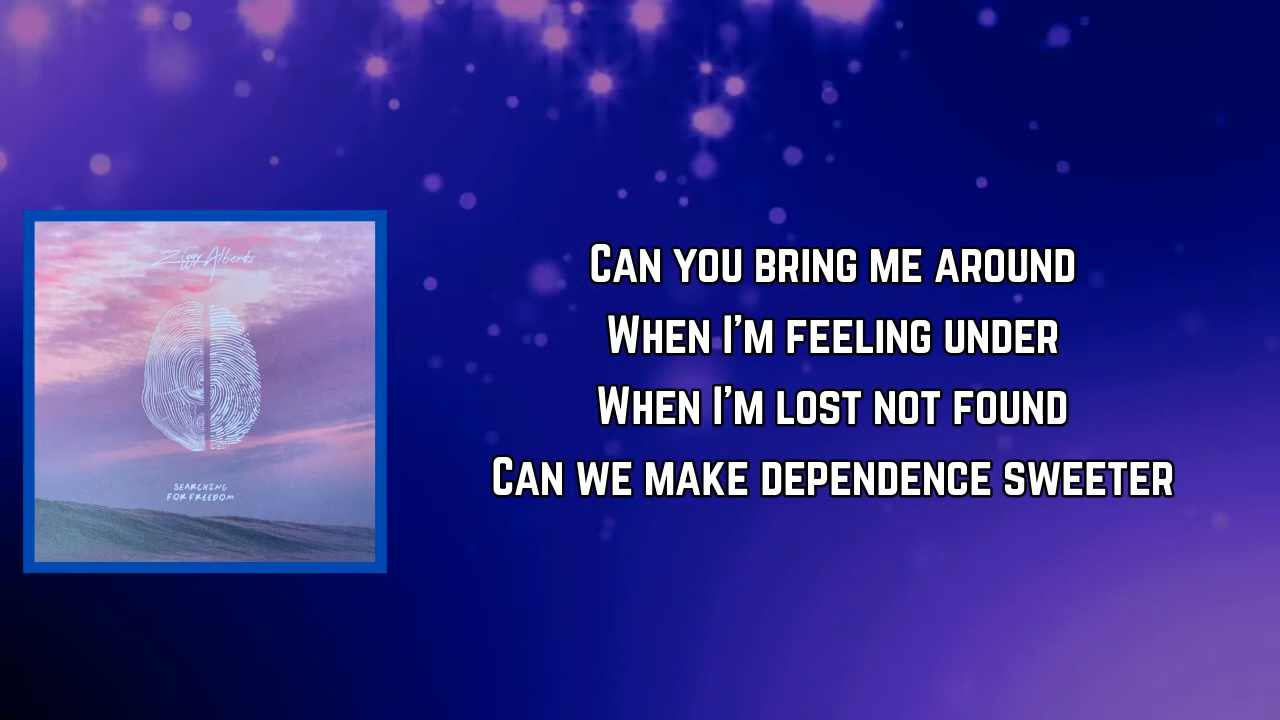 Ziggy Alberts
SEARCHING
FOR FREEDOM
CAN YOU BRING ME AROUND
WHEN I'M FEELING UNDER
WHEN I'M LOST NOT FOUND
CAN WE MAKE DEPENDENCE SWEETER